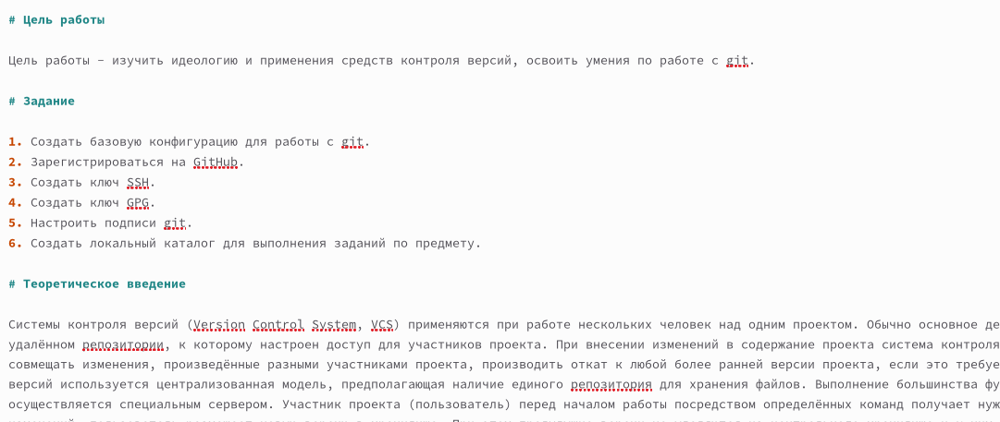 # Цель работы
Цель работы - изучить идеологию и применения средств контроля версий, освоить умения по работе с git.
# Задание
1. Создать базовую конфигурацию для работы с git.
2. Зарегистрироваться на GitHub.
3. Создать ключ SSH.
4. Создать ключ GPG.
5. Настроить подписи git.
6. Создать локальный каталог для выполнения заданий по предмету.
# Теоретическое введение
Системы контроля версий (Version Control System, VCS) применяются при работе нескольких человек над одним проектом. Обычно основное де
удалённом репозитории, к которому настроен доступ для участников проекта. При внесении изменений в содержание проекта система контроля
совмещать изменения, произведённые разными участниками проекта, производить откат к любой более ранней версии проекта, если это требуе
версий используется централизованная модель, предполагающая наличие единого репозитория для хранения файлов. Выполнение большинства фу
осуществляется специальным сервером. Участник проекта (пользователь) перед началом работы посредством определённых команд получает нуж